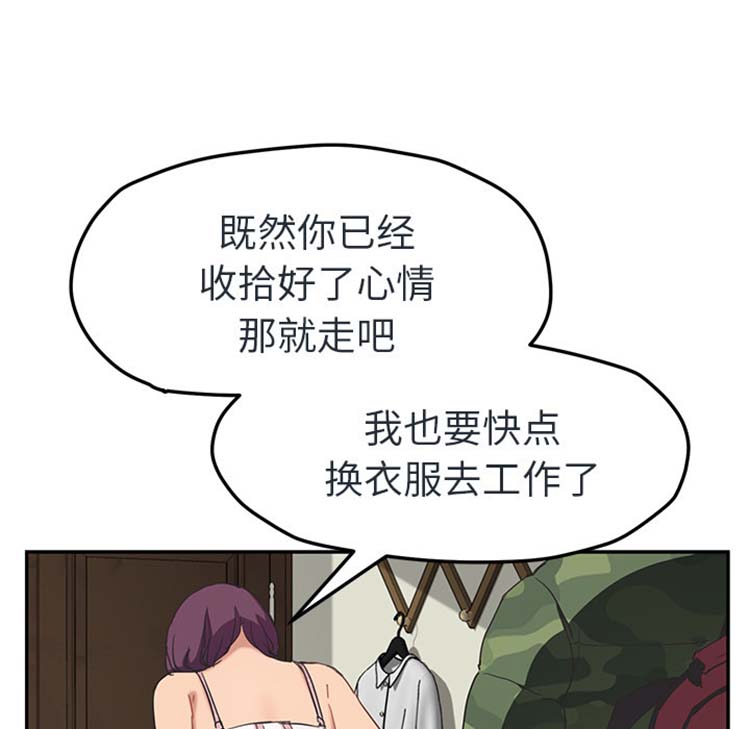 既然你已经
收拾好了心情
那就走吧
我也要快点
换衣服去工作了